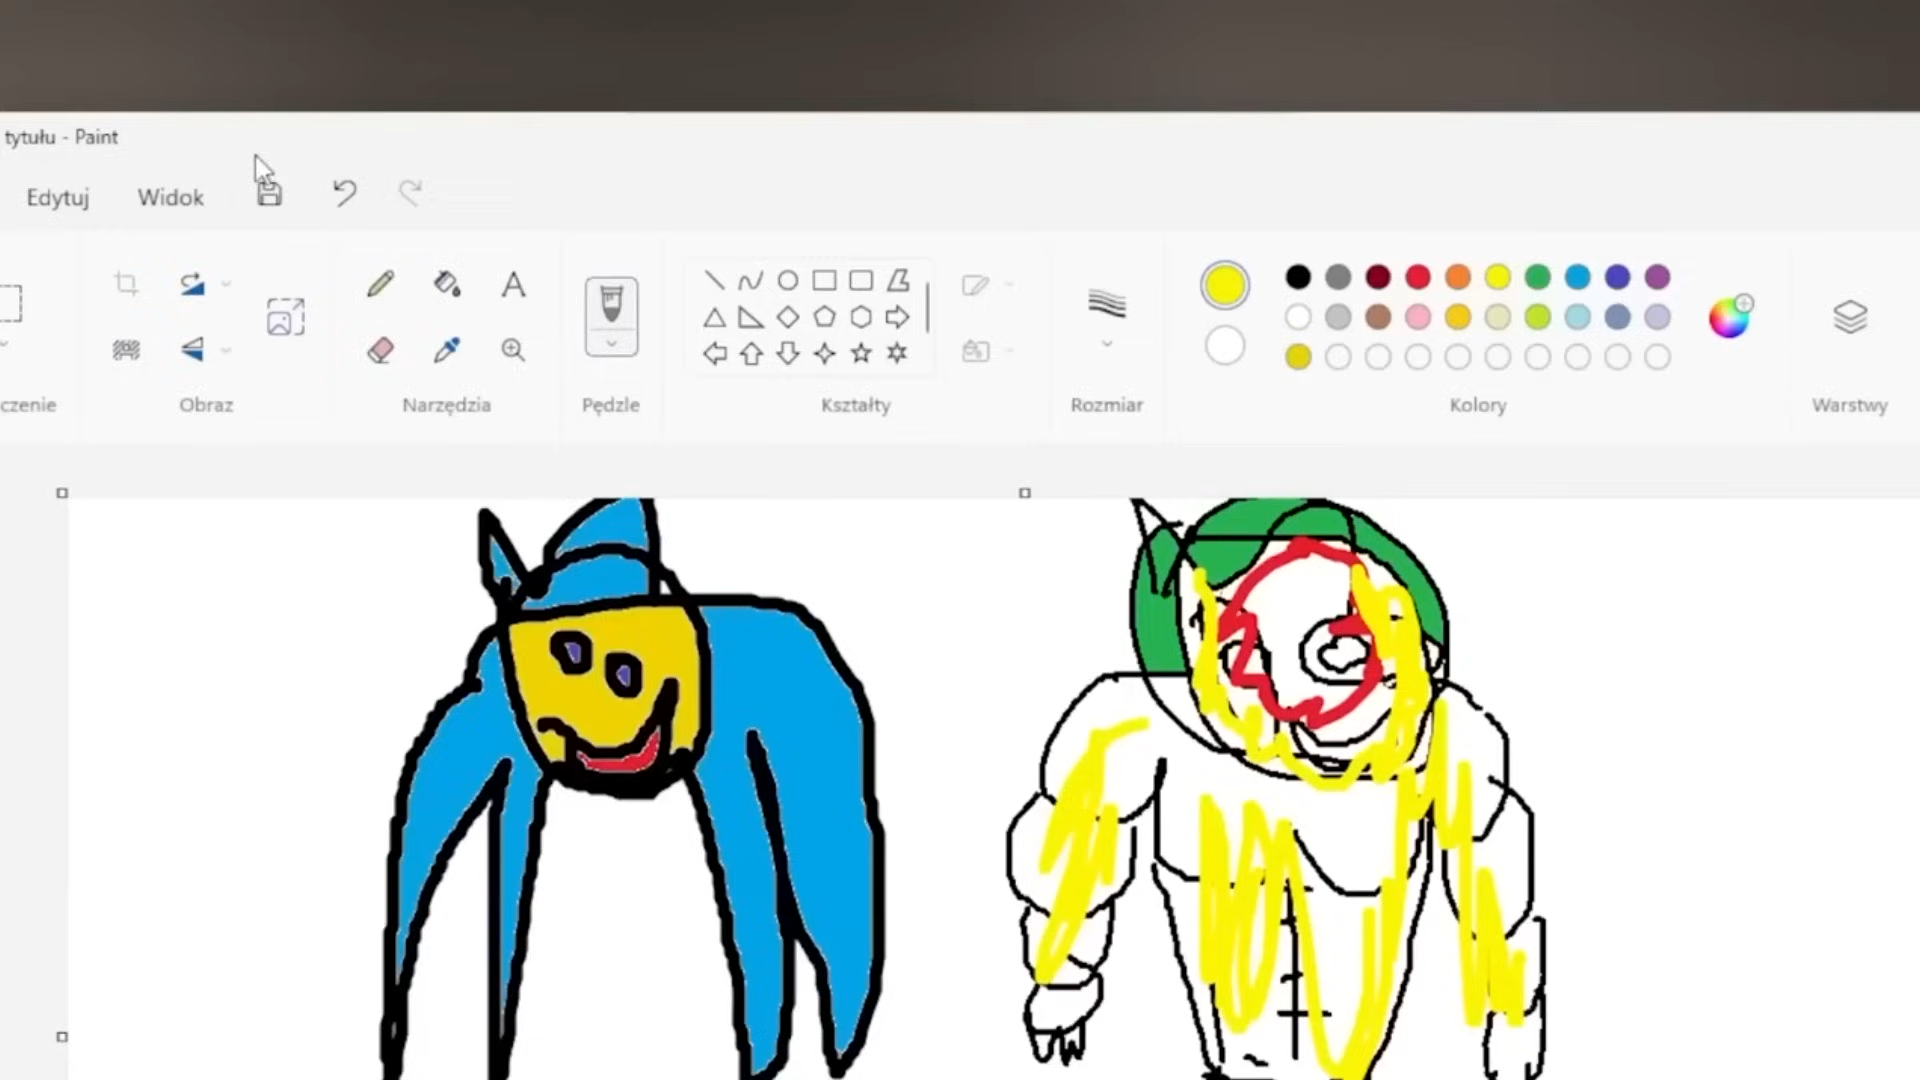 tytułu - Paint
Edytuj Widok
czenie Obraz Narzędzia Pędzle Kształty Rozmiar Kolory Warstwy